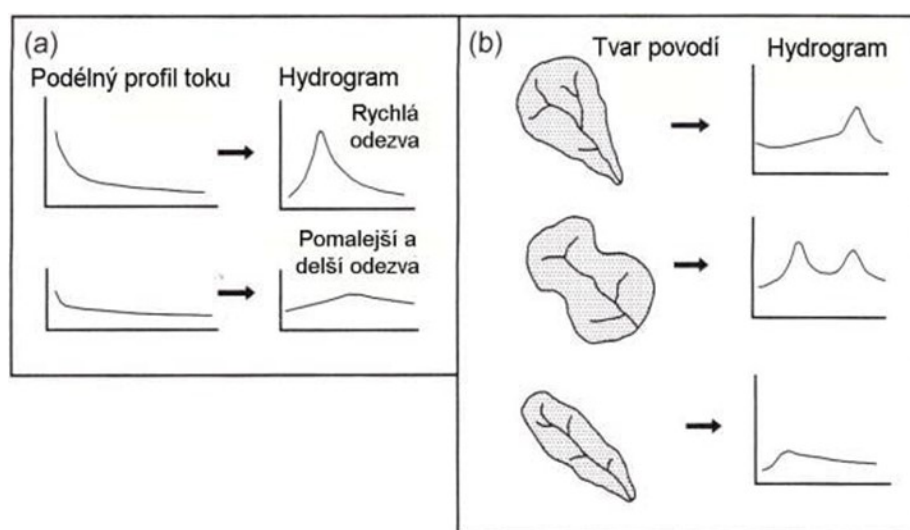 (a)
Podélný profil toku
Hydrogram
Rychlá
odezva
Pomalejší a
delší odezva
(b)
Tvar povodí
Hydrogram